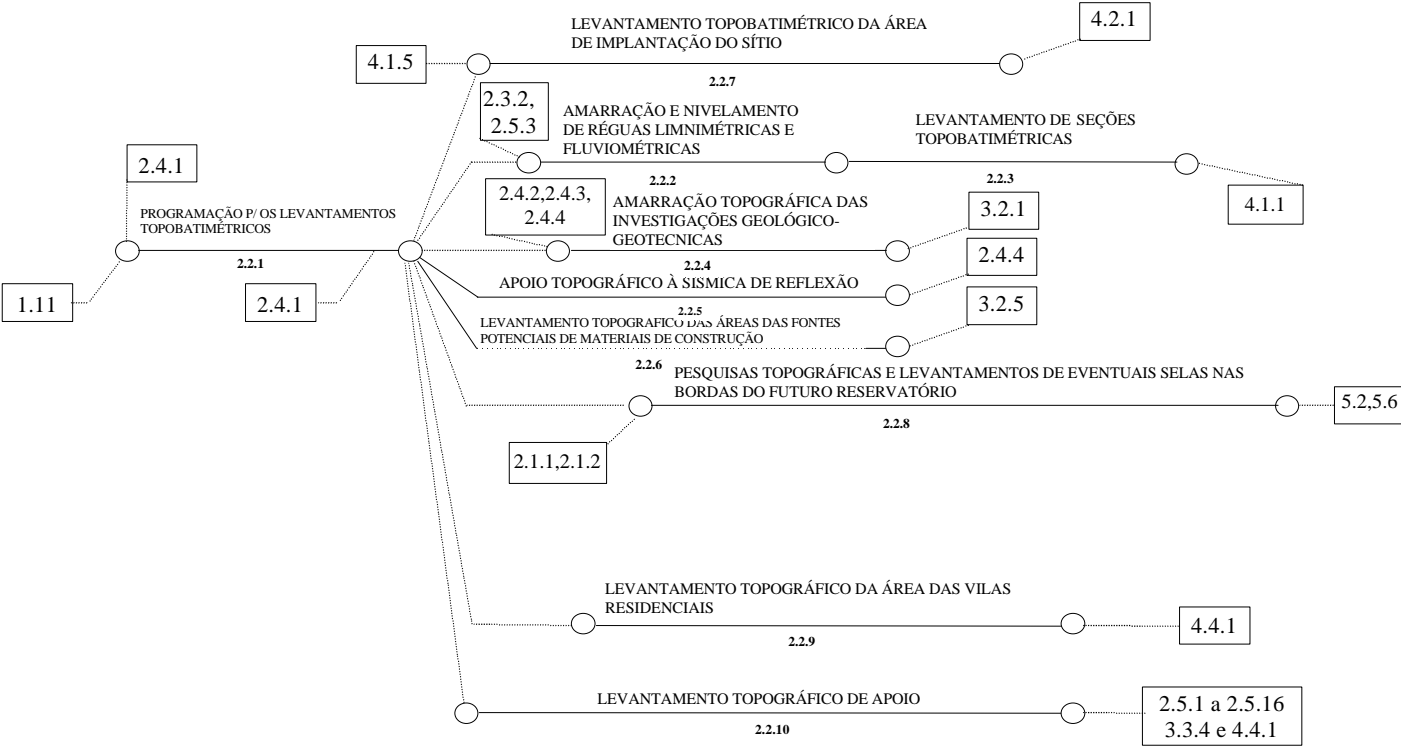 LEVANTAMENTO TOPOBATIMÉTRICO DA ÁREA
DE IMPLANTAÇÃO DO SÍTIO
4.2.1
4.1.5
2.2.7
2.3.2,
2.5.3
AMARRAÇÃO E NIVELAMENTO
DE RÉGUAS LIMNIMÉTRICAS E
FLUVIOMÉTRICAS
LEVANTAMENTO DE SEÇÕES
TOPOBATIMÉTRICAS
2.2.2
2.2.3
4.1.1
2.4.1
PROGRAMAÇÃO P/ OS LEVANTAMENTOS
TOPOBATIMÉTRICOS
2.2.1
1.11
2.4.1
2.4.2,2.4.3,
2.4.4
AMARRAÇÃO TOPOGRÁFICA DAS
INVESTIGAÇÕES GEOLÓGICO-
GEOTECNICAS
3.2.1
2.2.4
APOIO TOPOGRÁFICO À SISMICA DE REFLEXÃO
2.4.4
2.2.5
LEVANTAMENTO TOPOGRAFICO DAS ÁREAS DAS FONTES
POTENCIAIS DE MATERIAIS DE CONSTRUÇÃO
3.2.5
2.2.6
PESQUISAS TOPOGRÁFICAS E LEVANTAMENTOS DE EVENTUAIS SELAS NAS
BORDAS DO FUTURO RESERVATÓRIO
5.2,5.6
2.2.8
2.1.1,2.1.2
LEVANTAMENTO TOPOGRÁFICO DA ÁREA DAS VILAS
RESIDENCIAIS
4.4.1
2.2.9
LEVANTAMENTO TOPOGRÁFICO DE APOIO
2.2.10
2.5.1 a 2.5.16
3.3.4 e 4.4.1